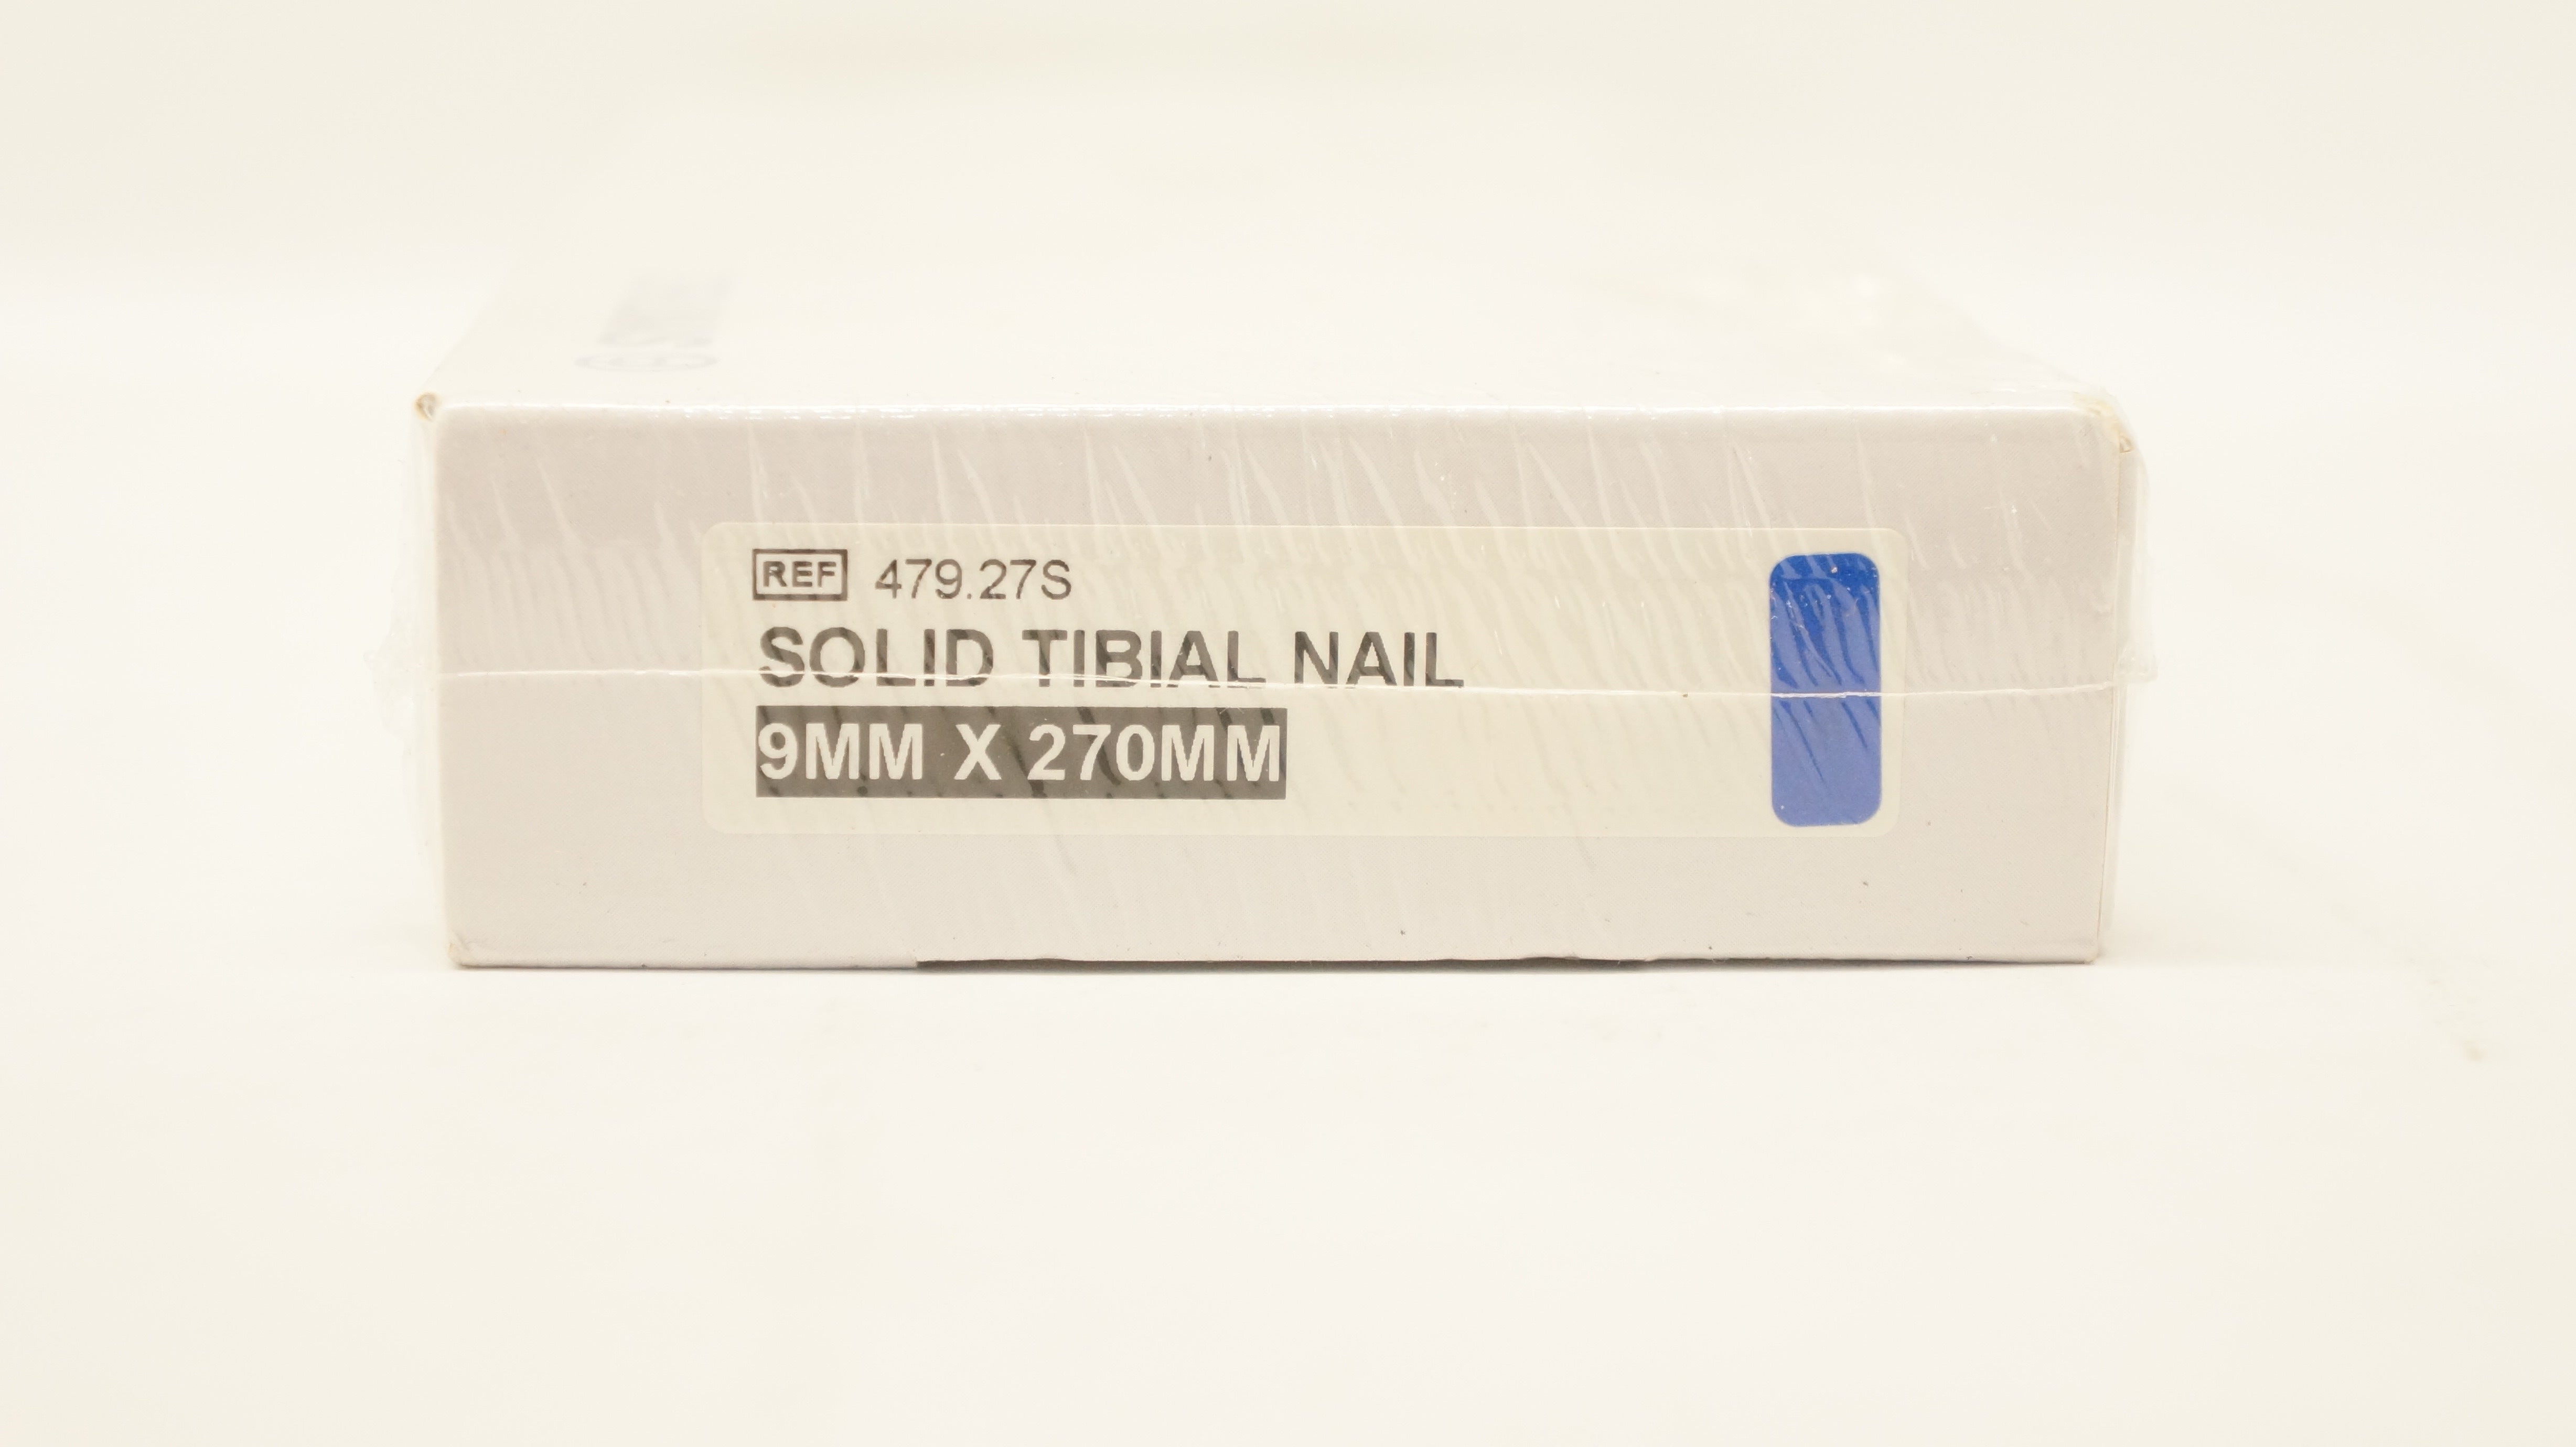 REF 479.27S
SOLID TIBIAL NAIL
9MM X 270MM